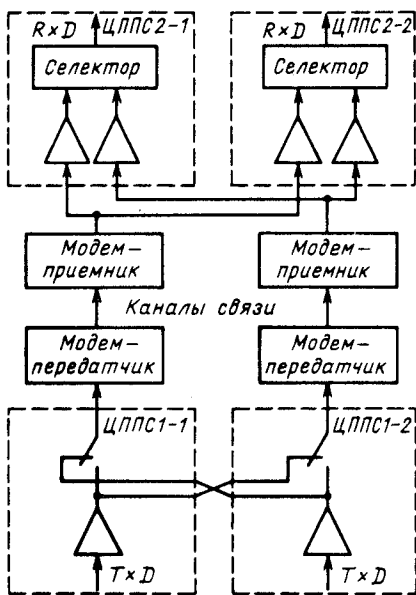 R×D ЦППС2-1
R×D ЦППС2-2
Селектор
Селектор
Модем-
приемник
Модем-
приемник
Каналы связи
Модем-
передатчик
Модем-
передатчик
ЦППС1-1
ЦППС1-2
T×D
T×D